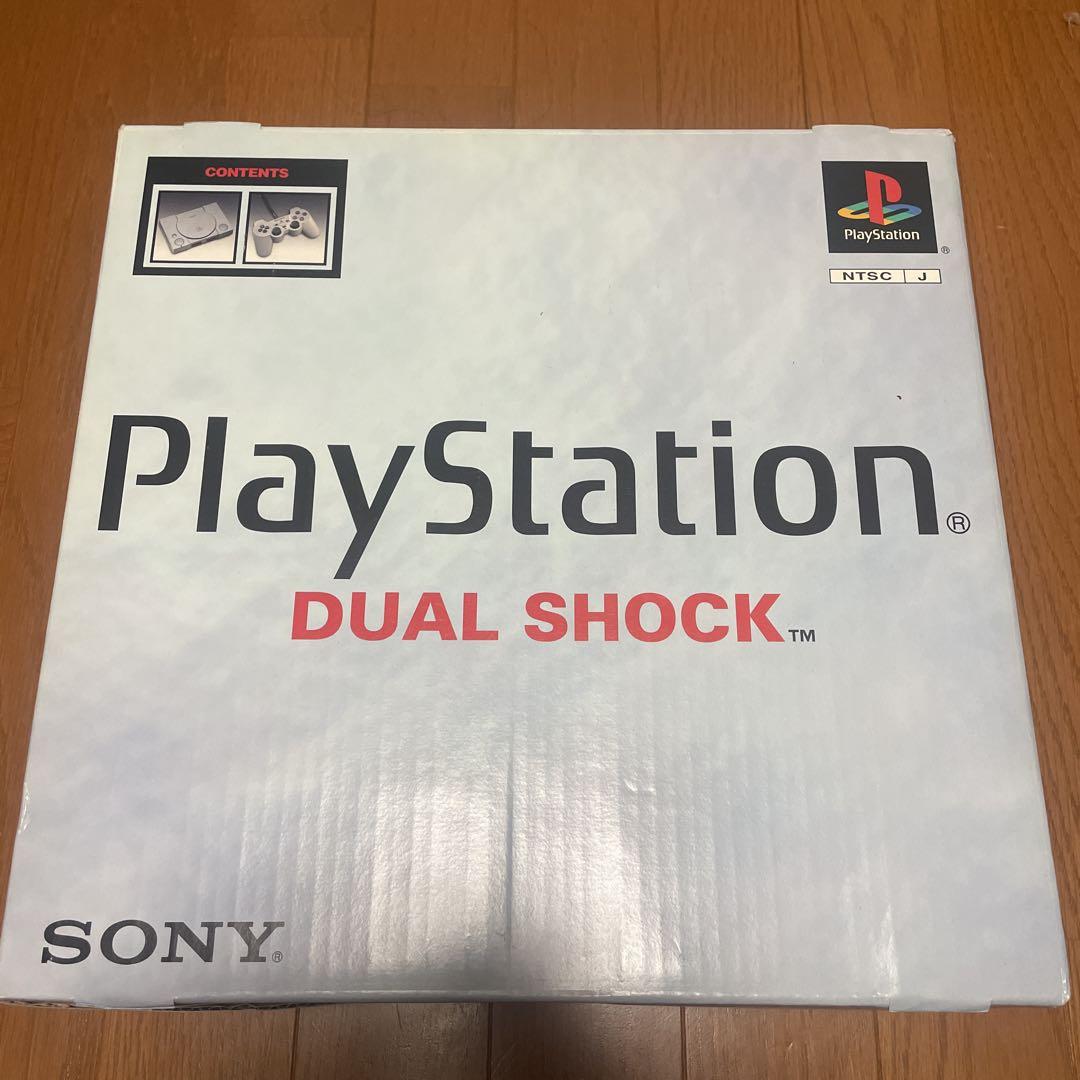 CONTENTS
PlayStation
®
NTSC J
PlayStation®
DUAL SHOCK™
SONY®